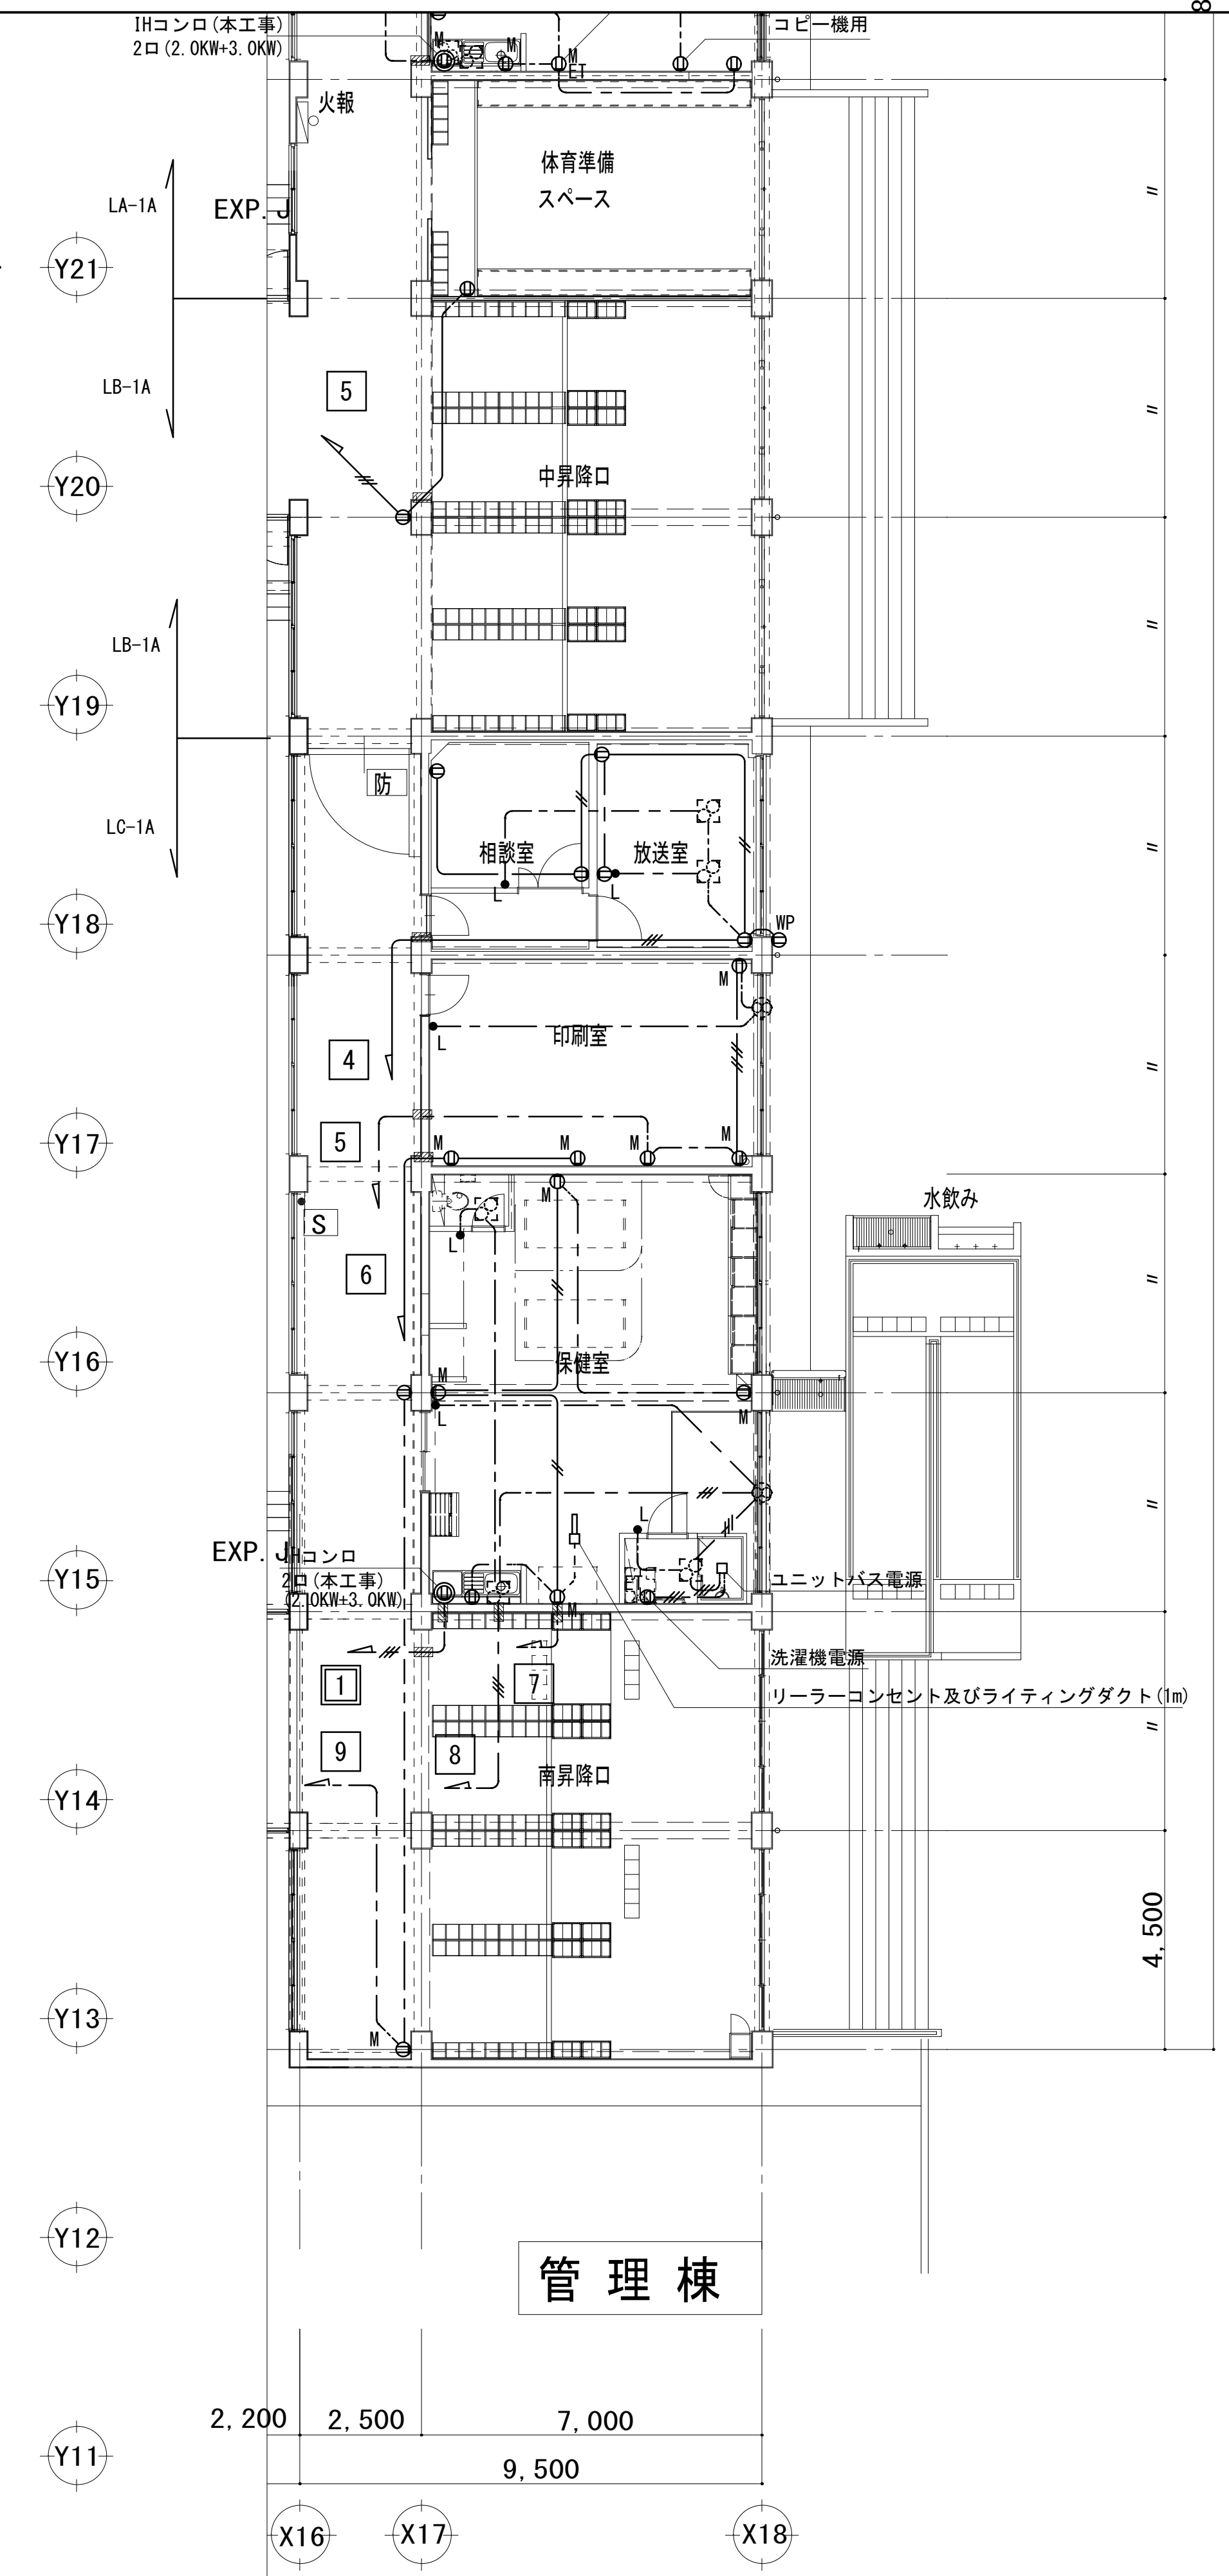 8
IHコンロ(本工事)
2口(2.0KW+3.0KW)
M
M
M
ET
コピー機用
火報
体育準備
スペース
LA-1A
EXP.J
〃
Y21
LB-1A
5
〃
Y20
中昇降口
LB-1A
〃
Y19
防
LC-1A
相談室
放送室
〃
L
L
Y18
WP
M
L
印刷室
4
〃
Y17
5
M
M
M
M
水飲み
S
M
L
6
〃
Y16
保健室
M
L
M
〃
L
EXP.J
IHコンロ
2口(本工事)
(2.0KW+3.0KW)
Y15
ET
ユニットバス電源
M
洗濯機電源
1
7
リーラーコンセント及びライティングダクト(1m)
〃
9
8
南昇降口
Y14
4,500
Y13
M
Y12
管理棟
2,200
2,500
7,000
Y11
9,500
X16
X17
X18